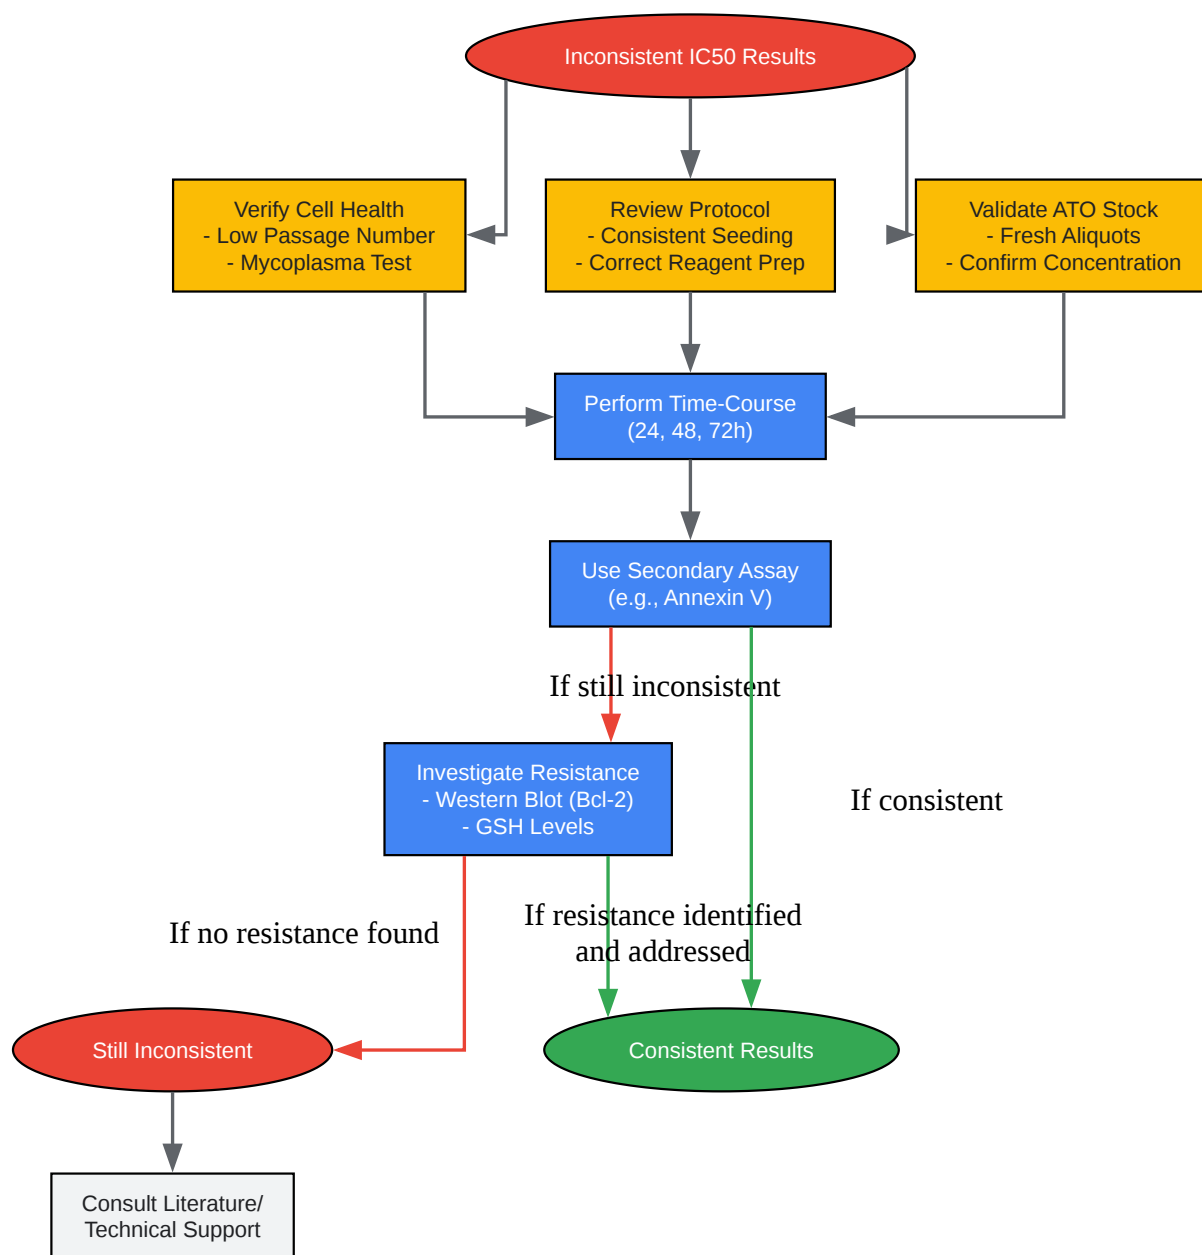 Inconsistent IC50 Results
Verify Cell Health
- Low Passage Number
- Mycoplasma Test
Review Protocol
- Consistent Seeding
- Correct Reagent Prep
Validate ATO Stock
- Fresh Aliquots
- Confirm Concentration
Perform Time-Course
(24, 48, 72h)
Use Secondary Assay
(e.g., Annexin V)
If still inconsistent
Investigate Resistance
- Western Blot (Bcl-2)
- GSH Levels
If consistent
If no resistance found
If resistance identified
and addressed
Still Inconsistent
Consistent Results
Consult Literature/
Technical Support